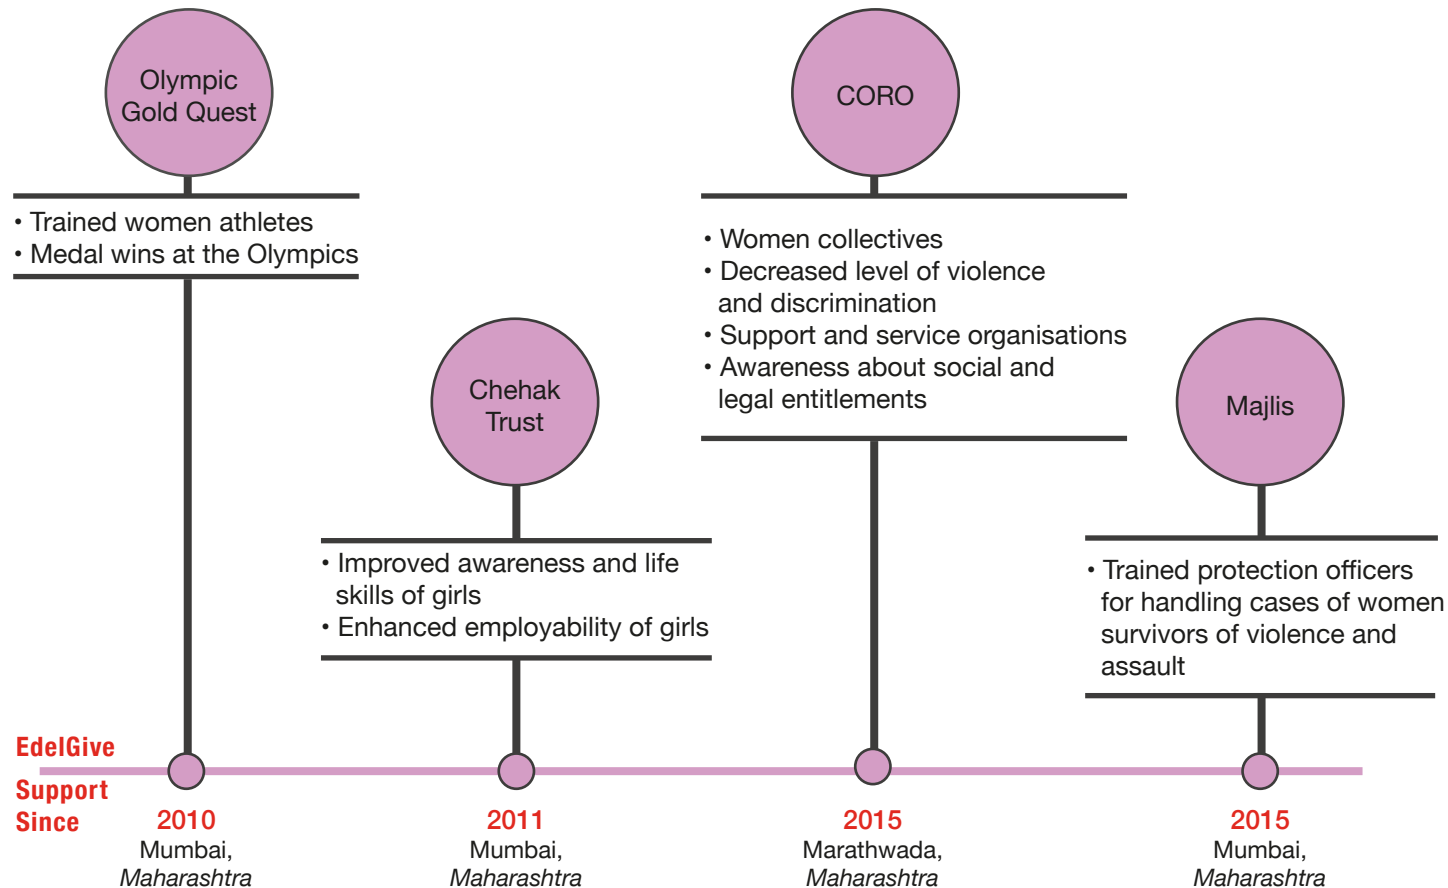 Olympic
Gold Quest
• Trained women athletes
• Medal wins at the Olympics
Chehak
Trust
• Improved awareness and life
skills of girls
• Enhanced employability of girls
CORO
• Women collectives
• Decreased level of violence
and discrimination
• Support and service organisations
• Awareness about social and
legal entitlements
Majlis
• Trained protection officers
for handling cases of women
survivors of violence and
assault
EdelGive
Support
Since
2010
Mumbai,
Maharashtra
2011
Mumbai,
Maharashtra
2015
Marathwada,
Maharashtra
2015
Mumbai,
Maharashtra